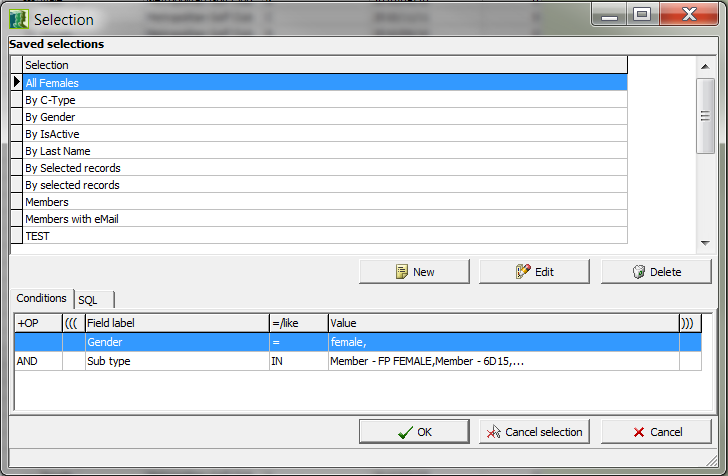 Selection
Saved selections
Selection
All Females
By C-Type
By Gender
By IsActive
By Last Name
By Selected records
By selected records
Members
Members with eMail
TEST
New Edit Delete
Conditions SQL
+OP ((( Field label =/like Value )))
Gender = female,
AND Sub type IN Member - FP FEMALE,Member - 6D15,...
OK Cancel selection Cancel